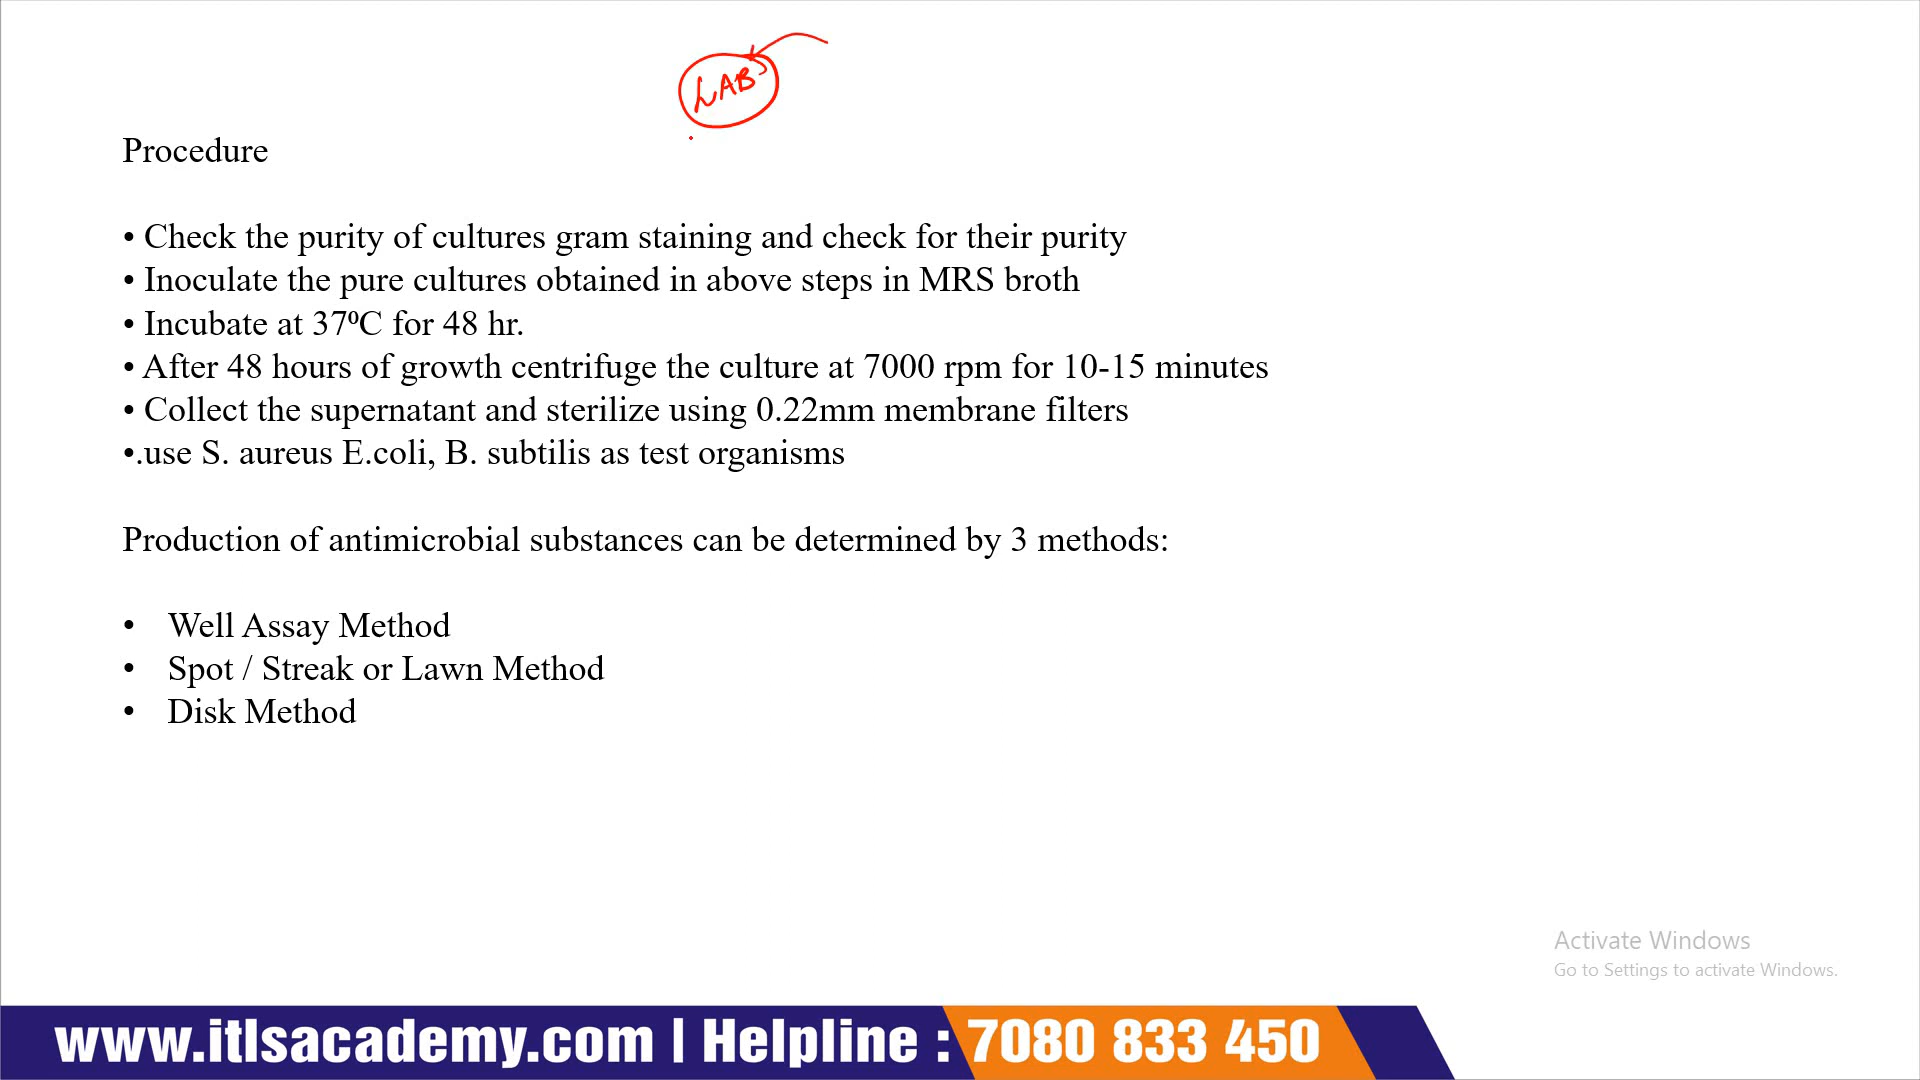 LAB
Procedure
• Check the purity of cultures gram staining and check for their purity
• Inoculate the pure cultures obtained in above steps in MRS broth
• Incubate at 37⁰C for 48 hr.
• After 48 hours of growth centrifuge the culture at 7000 rpm for 10-15 minutes
• Collect the supernatant and sterilize using 0.22mm membrane filters
•.use S. aureus E.coli, B. subtilis as test organisms
Production of antimicrobial substances can be determined by 3 methods:
• Well Assay Method
• Spot / Streak or Lawn Method
• Disk Method
Activate Windows
Go to Settings to activate Windows.
www.itlsacademy.com | Helpline : 7080 833 450